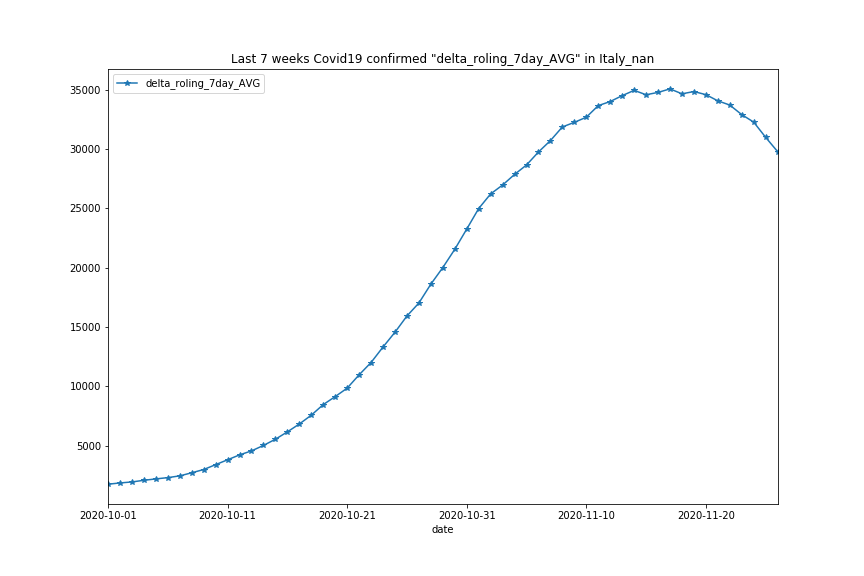 Last 7 weeks Covid19 confirmed "delta_roling_7day_AVG" in Italy_nan
delta_roling_7day_AVG
35000
30000
25000
20000
15000
10000
5000
2020-10-01 2020-10-11 2020-10-21 2020-10-31 2020-11-10 2020-11-20
date